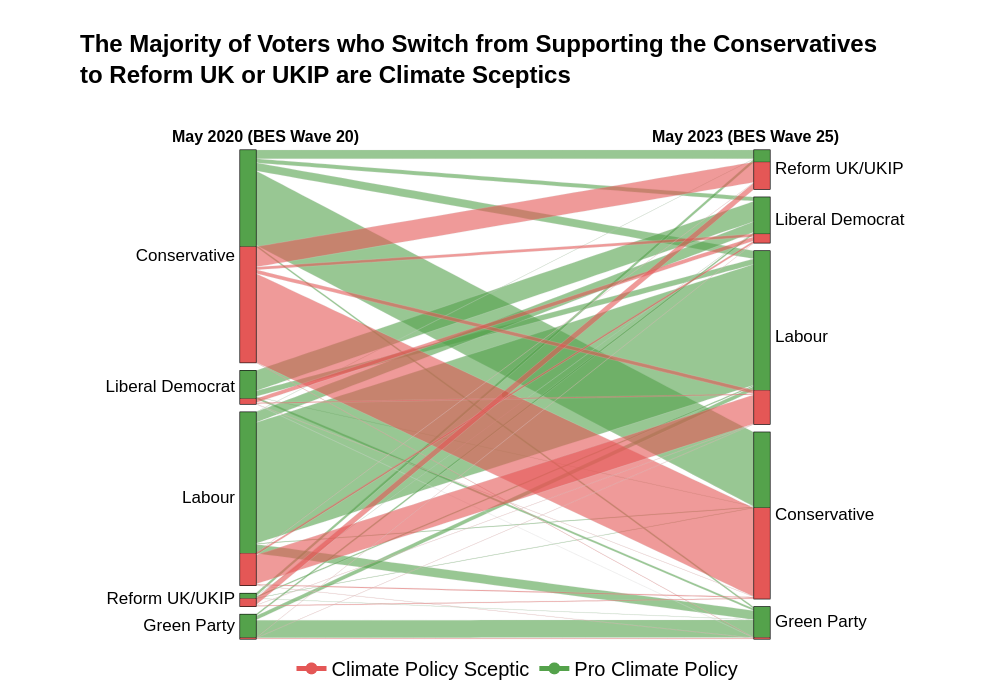 The Majority of Voters who Switch from Supporting the Conservatives
to Reform UK or UKIP are Climate Sceptics
May 2020 (BES Wave 20)
May 2023 (BES Wave 25)
Conservative
Liberal Democrat
Labour
Reform UK/UKIP
Green Party
Reform UK/UKIP
Liberal Democrat
Labour
Conservative
Green Party
Climate Policy Sceptic
Pro Climate Policy